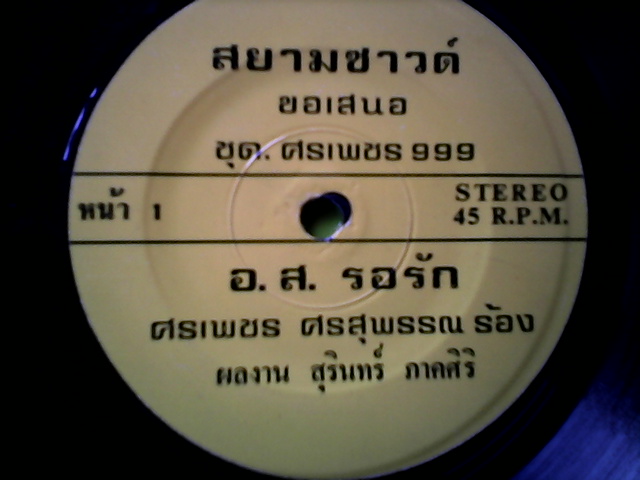 สยามซาวด์
ขอเสนอ
ชุด. ศรเพชร ๑๑๑
หน้า 1
STEREO
45 R.P.M.
อ. ส. รอรัก
ศรเพชร ศรสุพรรณ ร้อง
ผลงาน สุรินทร์ ภาคศิริ